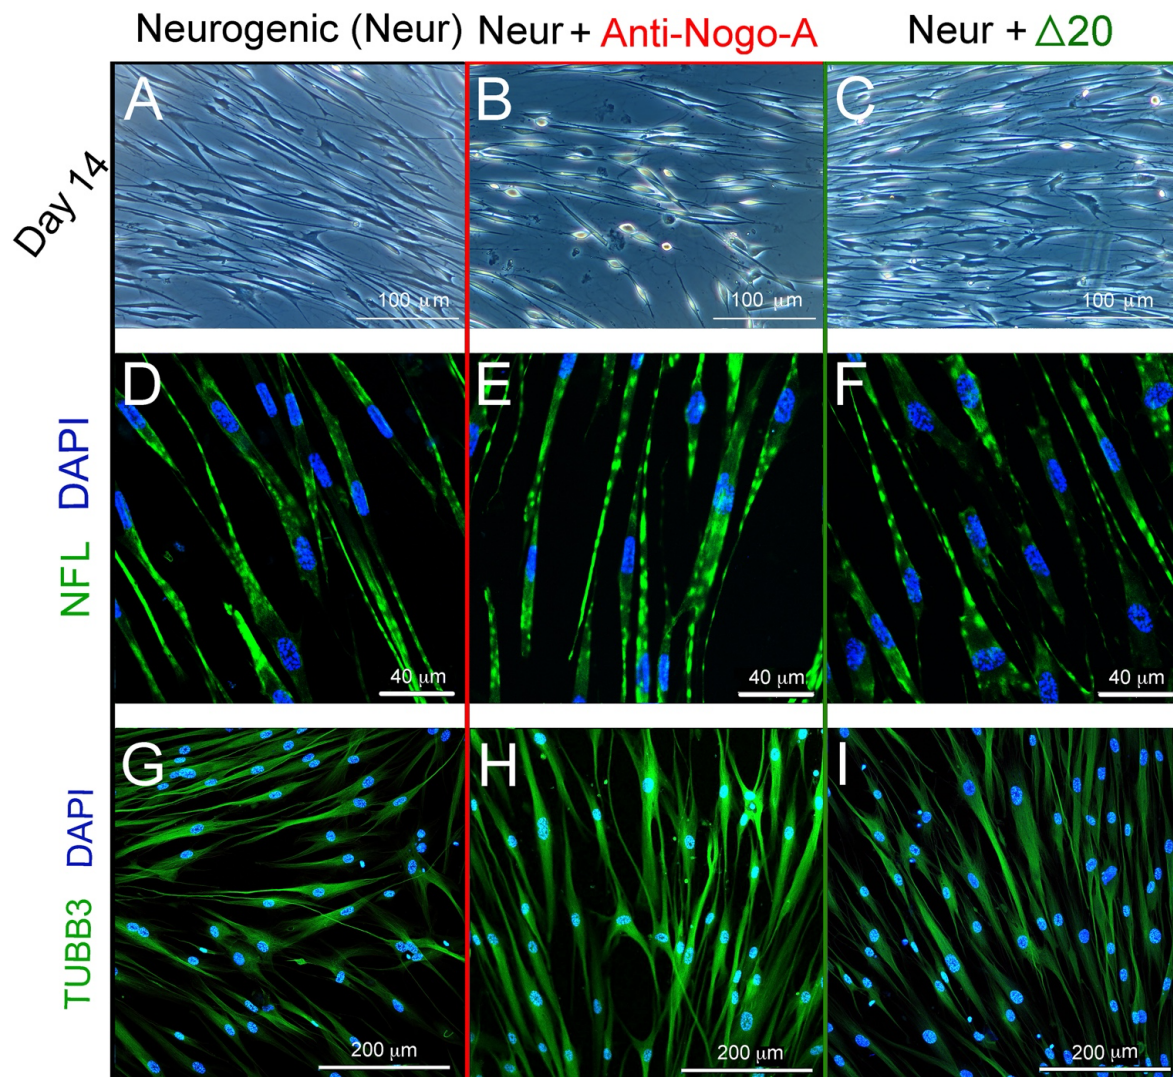 Neurogenic (Neur) Neur + Anti-Nogo-A Neur + Δ20
Day 14
A B C
100 μm 100 μm 100 μm
NFL DAPI
D E F
40 μm 40 μm 40 μm
TUBB3 DAPI
G H I
200 μm 200 μm 200 μm